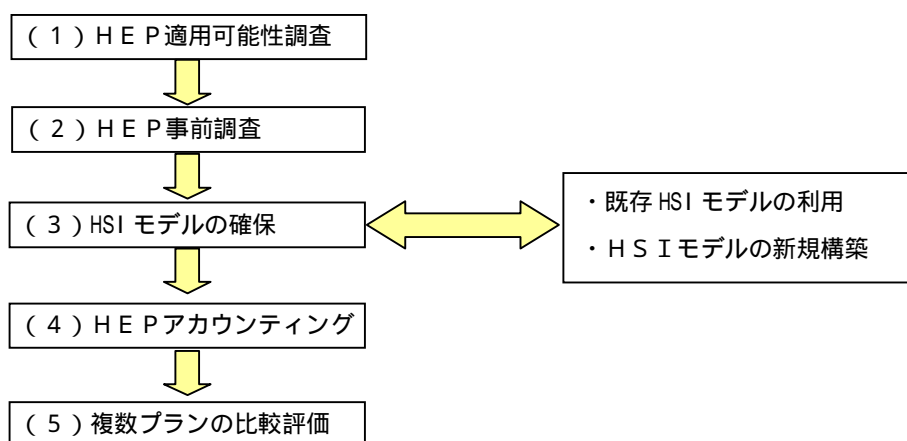 （１）ＨＥＰ適用可能性調査
（２）ＨＥＰ事前調査
（３）HSI モデルの確保
・既存 HSI モデルの利用
・ＨＳＩモデルの新規構築
（４）ＨＥＰアカウンティング
（５）複数プランの比較評価